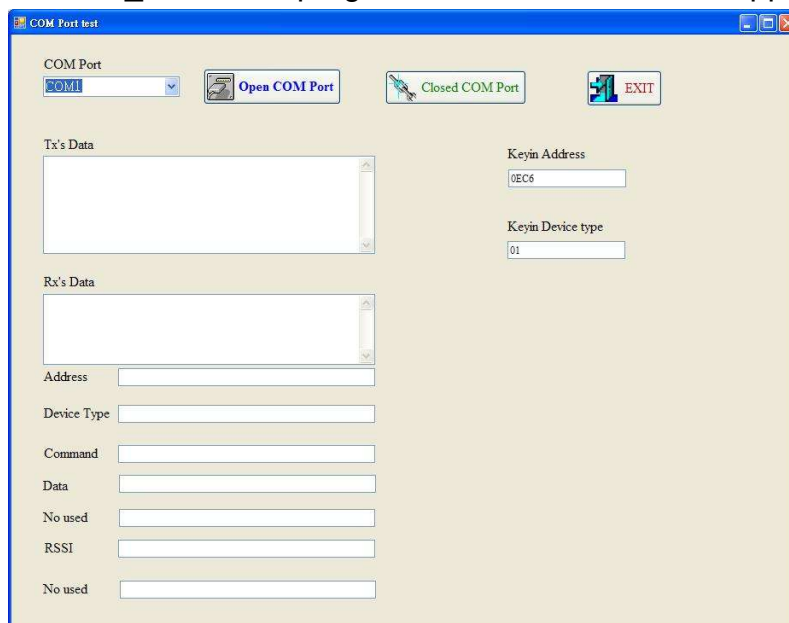 COM Port test
COM Port
COM1
Open COM Port
Closed COM Port
EXIT
Tx's Data
Keyin Address
0EC6
Keyin Device type
01
Rx's Data
Address
Device Type
Command
Data
No used
RSSI
No used